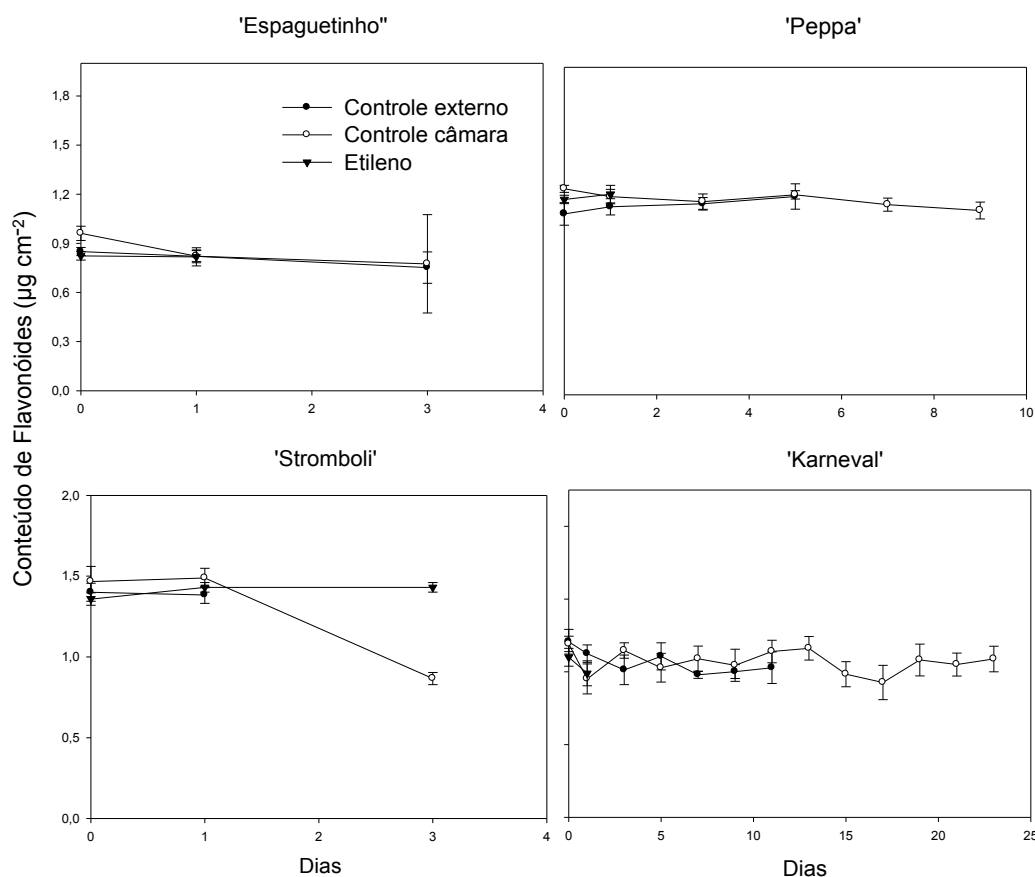 'Espaguetinho"
'Peppa'
Controle externo
Controle câmara
Etileno
1,8
1,5
1,2
0,9
0,6
0,3
0,0
0 1 2 3 4
0 2 4 6 8 10
Conteúdo de Flavonóides (µg cm⁻²)
'Stromboli'
'Karneval'
2,0
1,5
1,0
0,5
0,0
0 1 2 3 4
0 5 10 15 20 25
Dias
Dias